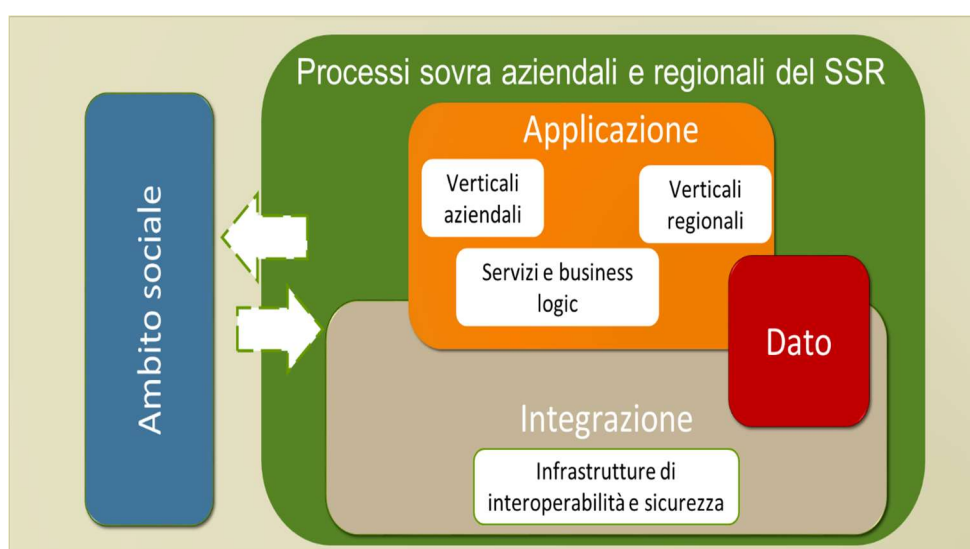 Processi sovra aziendali e regionali del SSR
Applicazione
Verticali
aziendali
Verticali
regionali
Servizi e business
logic
Dato
Integrazione
Infrastrutture di
interoperabilità e sicurezza
Ambito sociale